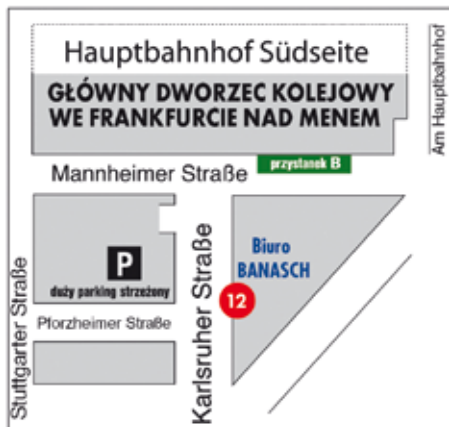 Hauptbahnhof Südseite
Am Hauptbahnhof
GŁÓWNY DWORZEC KOLEJOWY
WE FRANKFURCIE NAD MENEM
przystanek B
Mannheimer Straße
Stuttgarter Straße
P
duży parking strzeżony
Karlsruher Straße
Biuro
BANASCH
12
Pforzheimer Straße